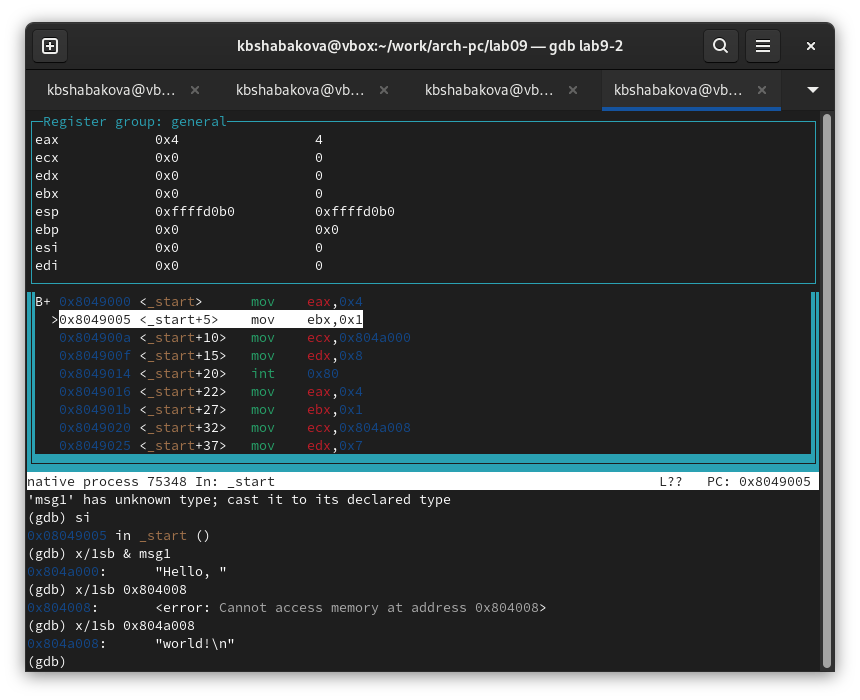 kbshabakova@vbox:~/work/arch-pc/lab09 — gdb lab9-2
kbshabakova@vb... kbshabakova@vb... kbshabakova@vb... kbshabakova@vb...
Register group: general
eax 0x4 4
ecx 0x0 0
edx 0x0 0
ebx 0x0 0
esp 0xffffd0b0 0xffffd0b0
ebp 0x0 0x0
esi 0x0 0
edi 0x0 0
B+ 0x8049000 <_start> mov eax,0x4
>0x8049005 <_start+5> mov ebx,0x1
0x804900a <_start+10> mov ecx,0x804a000
0x804900f <_start+15> mov edx,0x8
0x8049014 <_start+20> int 0x80
0x8049016 <_start+22> mov eax,0x4
0x804901b <_start+27> mov ebx,0x1
0x8049020 <_start+32> mov ecx,0x804a008
0x8049025 <_start+37> mov edx,0x7
native process 75348 In: _start L?? PC: 0x8049005
'msg1' has unknown type; cast it to its declared type
(gdb) si
0x08049005 in _start ()
(gdb) x/1sb & msg1
0x804a000: "Hello, "
(gdb) x/1sb 0x804008
0x804008: <error: Cannot access memory at address 0x804008>
(gdb) x/1sb 0x804a008
0x804a008: "world!\n"
(gdb)